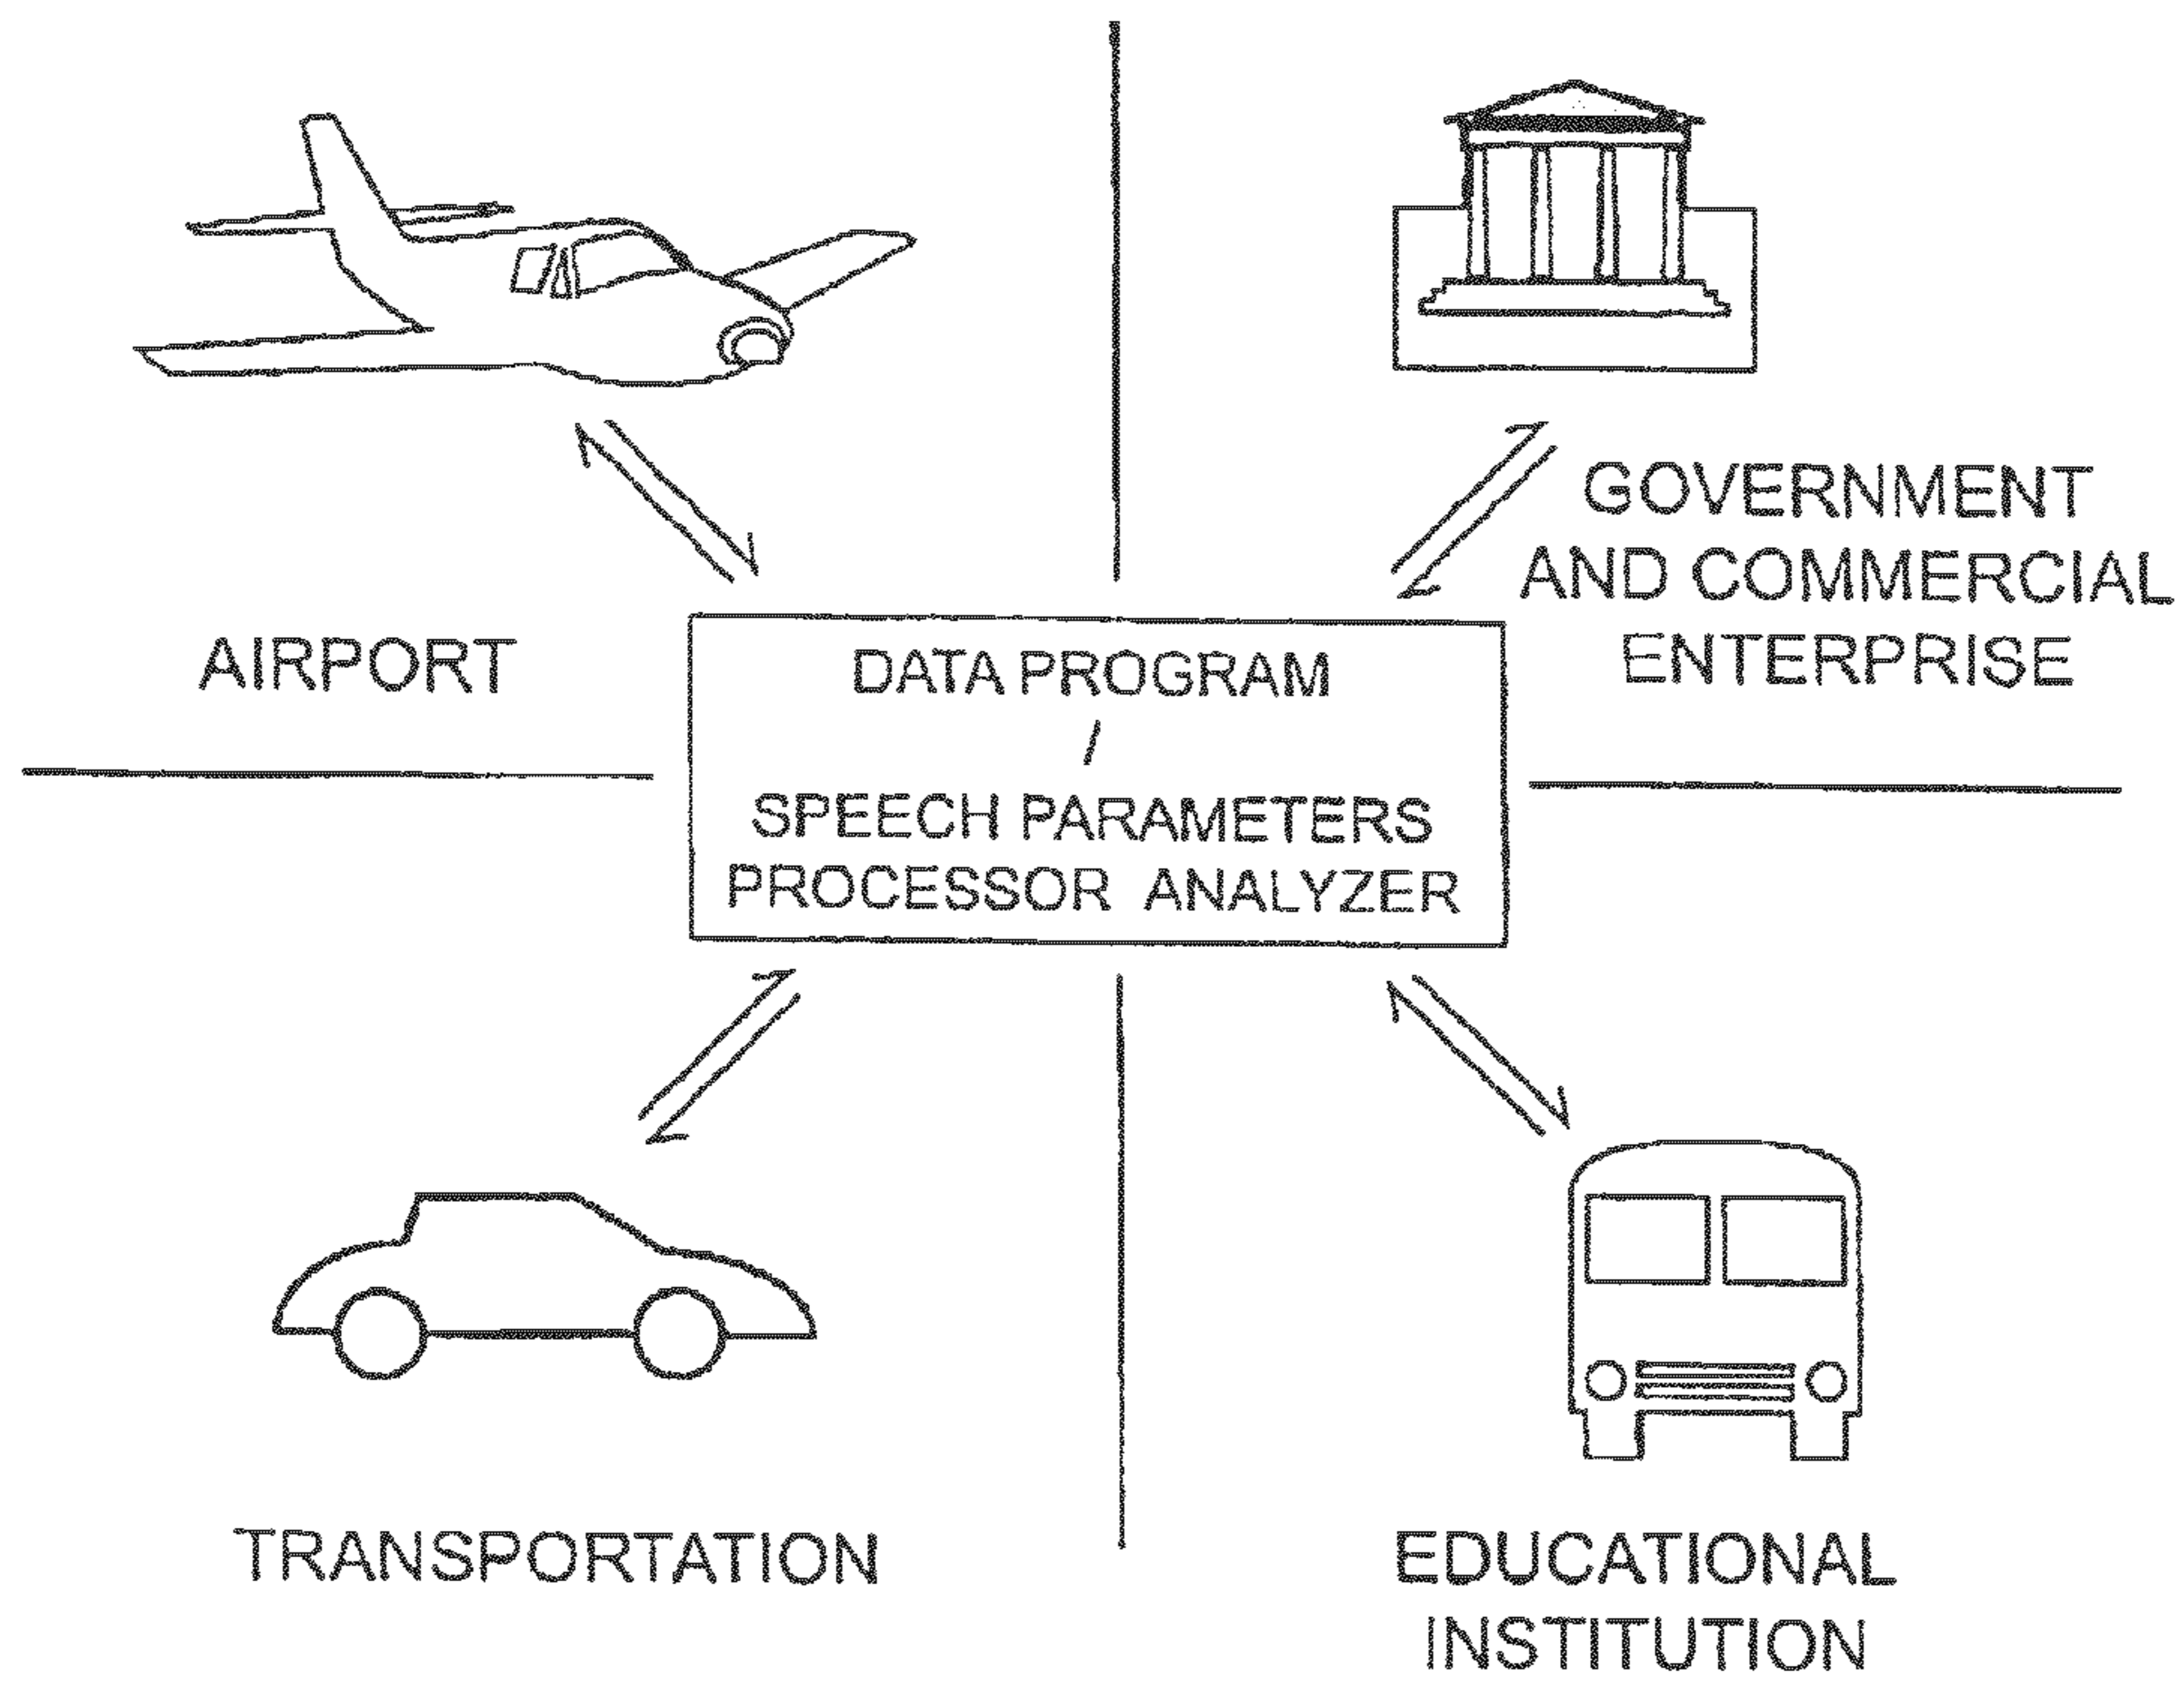 AIRPORT
GOVERNMENT
AND COMMERCIAL
ENTERPRISE
DATA PROGRAM
/
SPEECH PARAMETERS
PROCESSOR ANALYZER
TRANSPORTATION
EDUCATIONAL
INSTITUTION